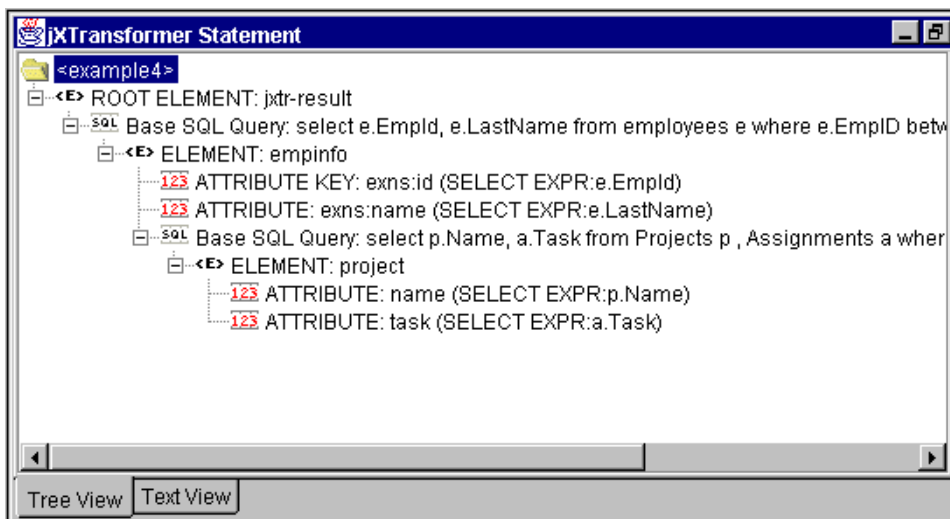 jXTransformer Statement
<example4>
<E> ROOT ELEMENT: jxtr-result
SQL Base SQL Query: select e.EmpId, e.LastName from employees e where e.EmpID betw
<E> ELEMENT: empinfo
123 ATTRIBUTE KEY: exns:id (SELECT EXPR:e.EmpId)
123 ATTRIBUTE: exns:name (SELECT EXPR:e.LastName)
SQL Base SQL Query: select p.Name, a.Task from Projects p , Assignments a wher
<E> ELEMENT: project
123 ATTRIBUTE: name (SELECT EXPR:p.Name)
123 ATTRIBUTE: task (SELECT EXPR:a.Task)
Tree View Text View